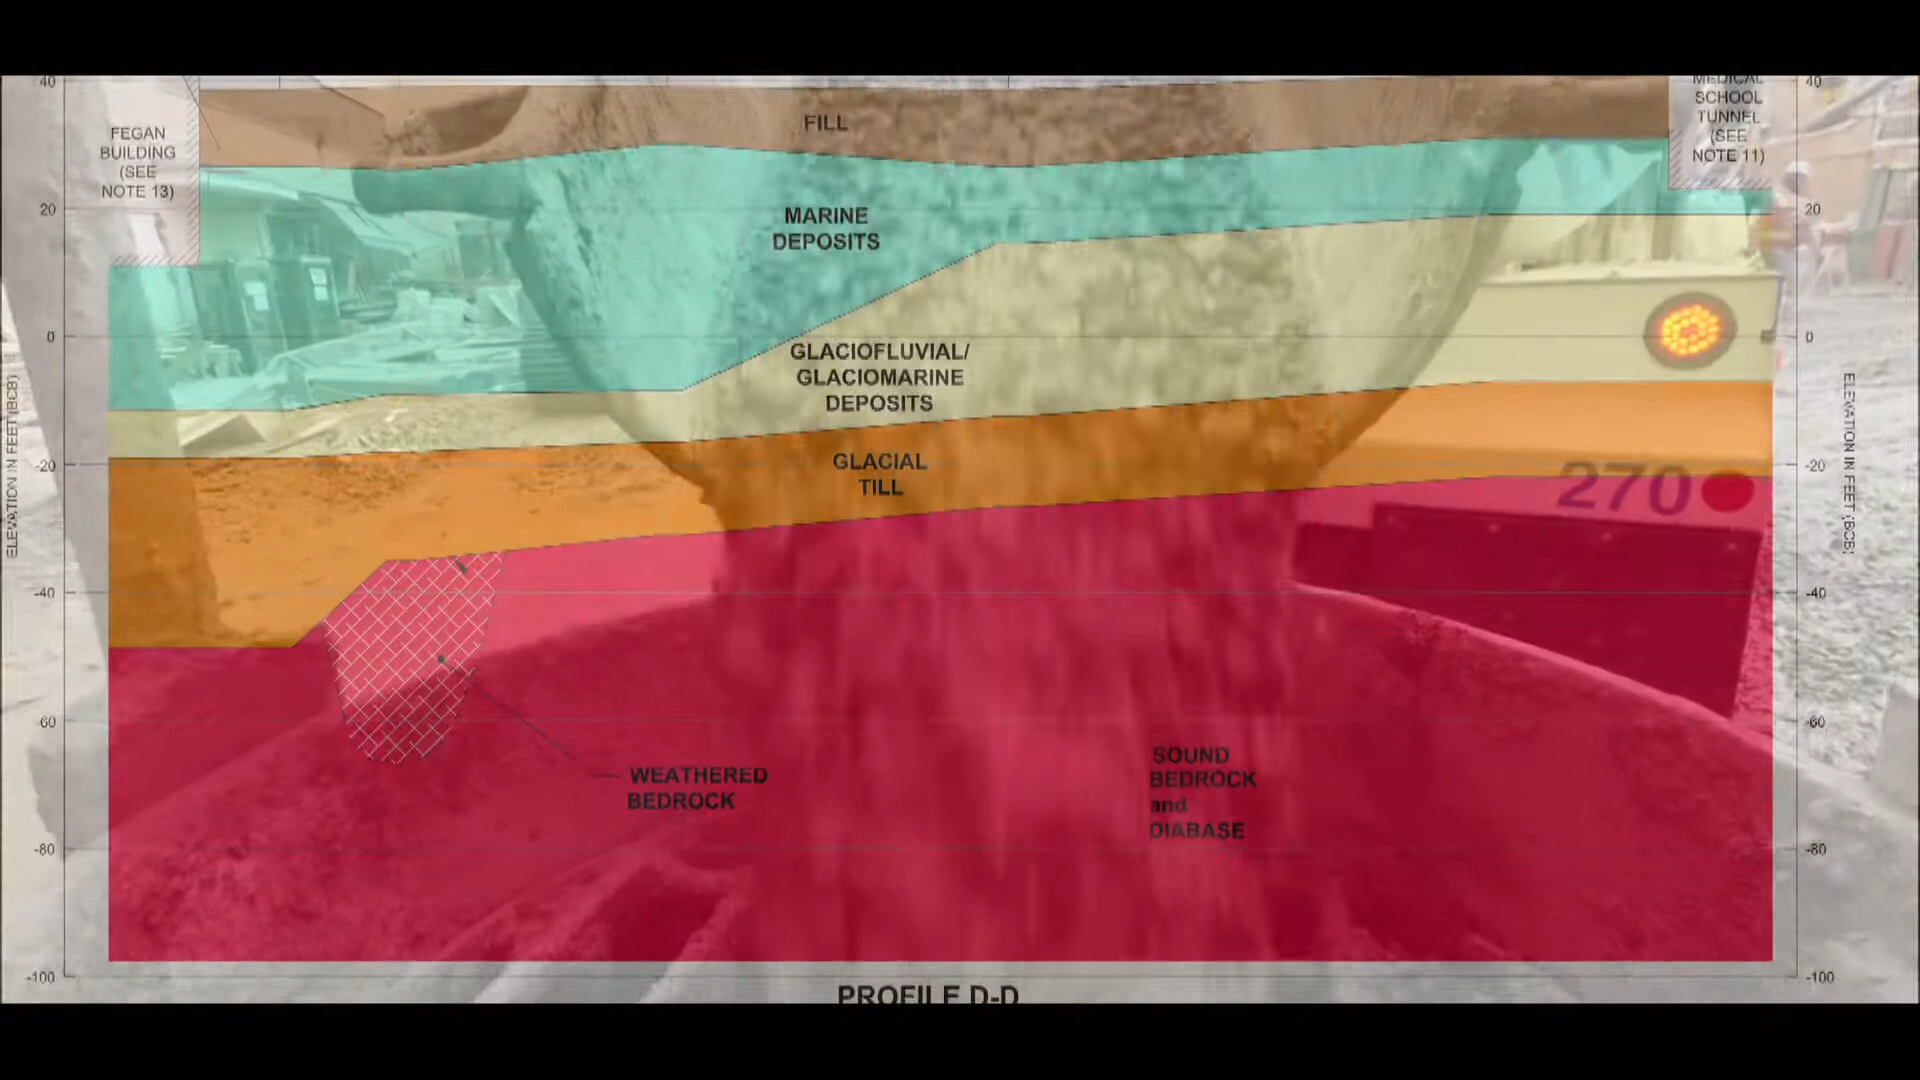 40
MEDICAL
SCHOOL
TUNNEL
(SEE
NOTE 11)
40
FEGAN
BUILDING
(SEE
NOTE 13)
FILL
20
MARINE
DEPOSITS
20
0
GLACIOFLUVIAL/
GLACIOMARINE
DEPOSITS
0
ELEVATION IN FEET (BCB)
ELEVATION IN FEET (BCB)
-20
GLACIAL
TILL
-20
270
-40
-40
60
-60
WEATHERED
BEDROCK
SOUND
BEDROCK
and
DIABASE
-80
-80
-100
-100
PROFILE D-D